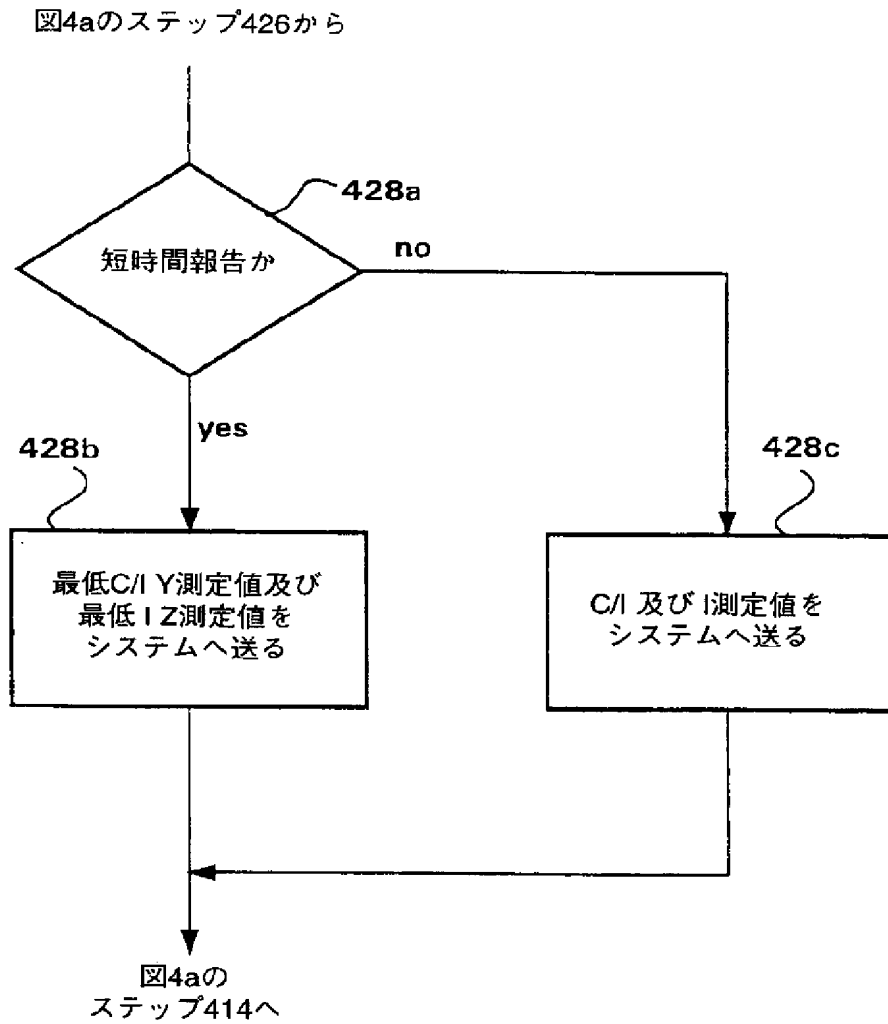 図4aのステップ426から
428a
短時間報告か
no
yes
428b
428c
最低C/I Y測定値及び
最低I Z測定値を
システムへ送る
C/I 及び I測定値を
システムへ送る
図4aの
ステップ414へ